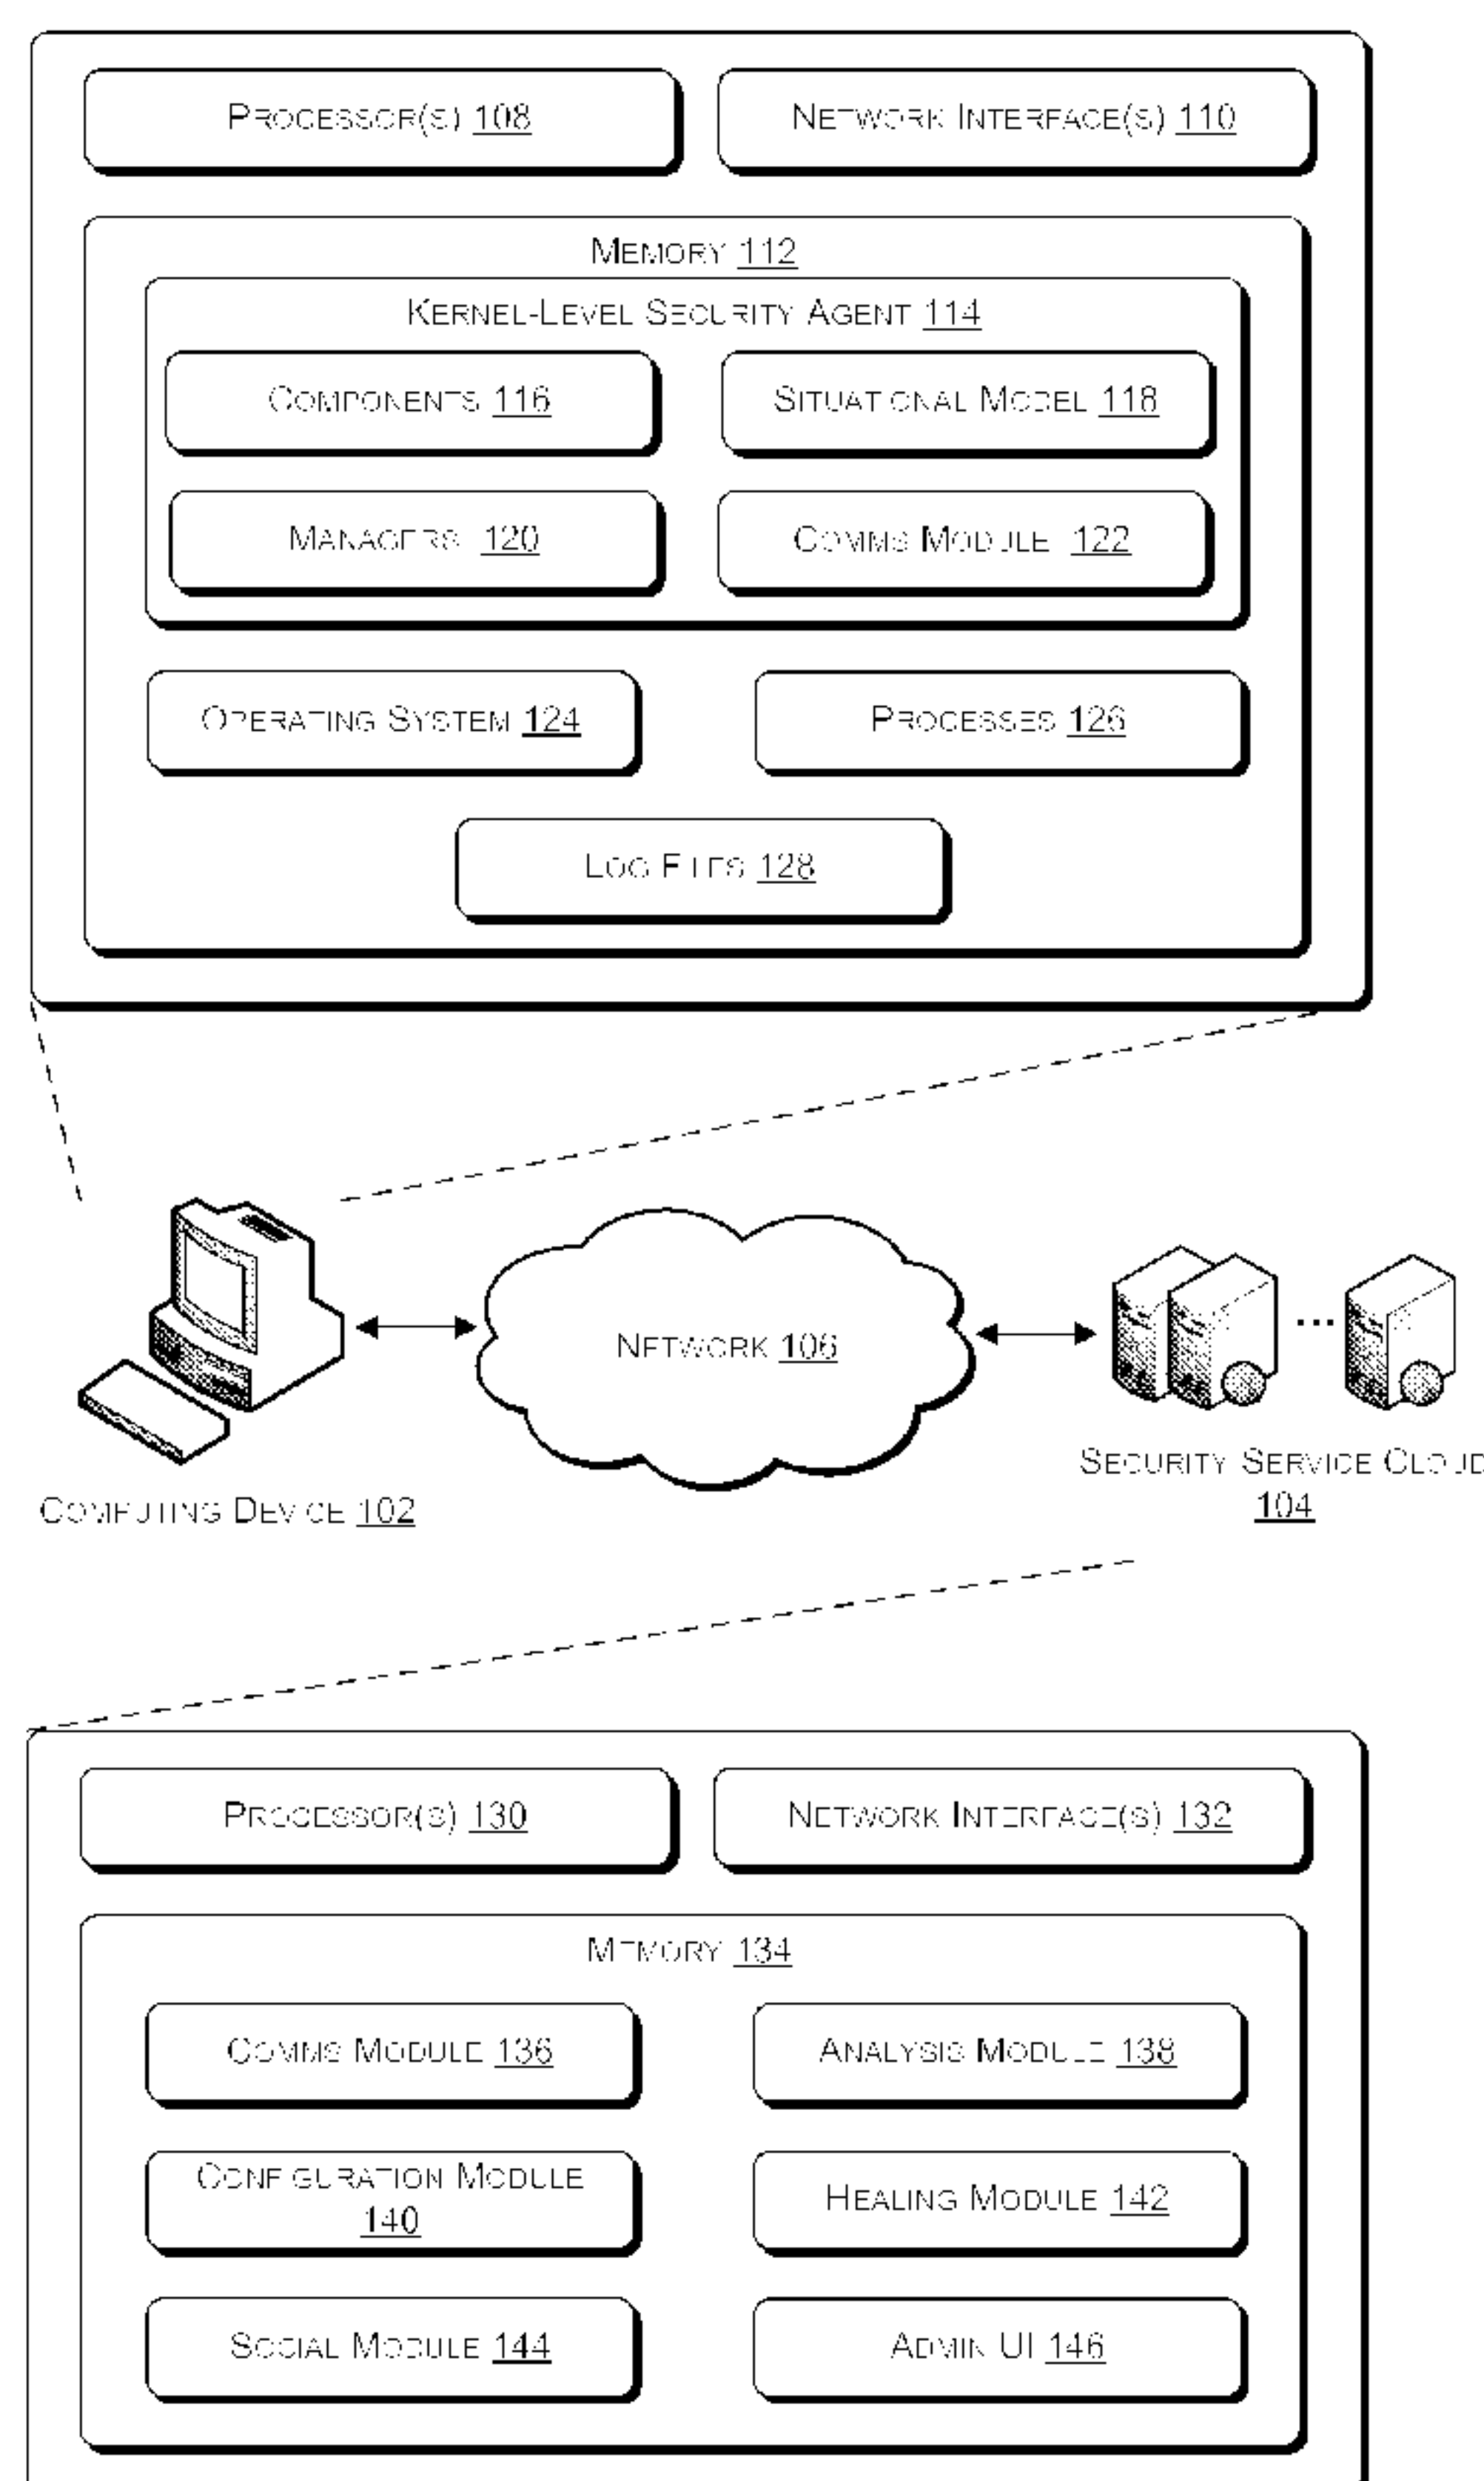 PROCESSOR(S) 108
NETWORK INTERFACE(S) 110
MEMORY 112
KERNEL-LEVEL SECURITY AGENT 114
COMPONENTS 116
SITUATIONAL MODEL 118
MANAGERS 120
COMMS MODULE 122
OPERATING SYSTEM 124
PROCESSES 126
LOG FILES 128
NETWORK 106
SECURITY SERVICE CLOUD
104
COMPUTING DEVICE 102
PROCESSOR(S) 130
NETWORK INTERFACE(S) 132
MEMORY 134
COMMS MODULE 136
ANALYSIS MODULE 138
CONFIGURATION MODULE
140
HEALING MODULE 142
SOCIAL MODULE 144
ADMIN UI 146